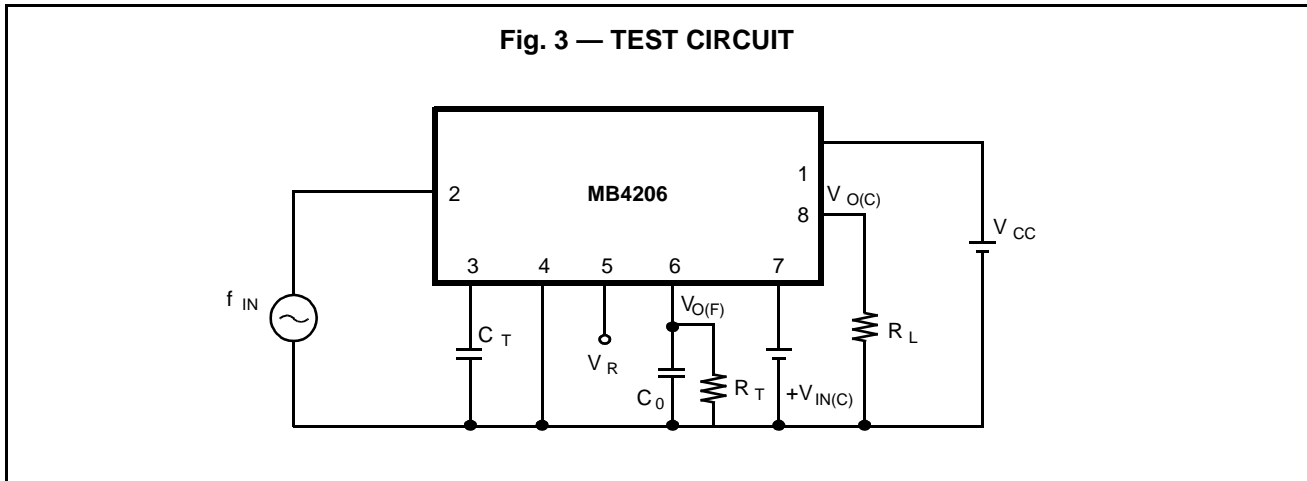 Fig. 3 — TEST CIRCUIT
1
2
MB4206
V O(C)
8
V CC
3
4
5
6
7
f IN
V O(F)
C T
R L
V R
C 0
R T
+V IN(C)